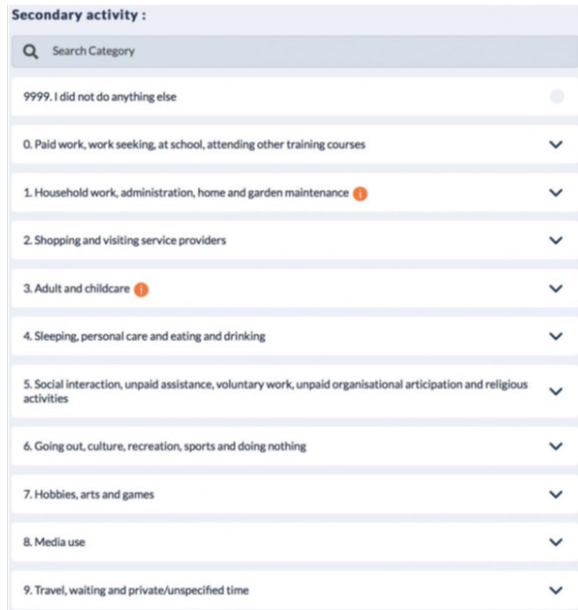 Secondary activity :
Search Category
9999. I did not do anything else
0. Paid work, work seeking, at school, attending other training courses
1. Household work, administration, home and garden maintenance
2. Shopping and visiting service providers
3. Adult and childcare
4. Sleeping, personal care and eating and drinking
5. Social interaction, unpaid assistance, voluntary work, unpaid organisational articipation and religious
activities
6. Going out, culture, recreation, sports and doing nothing
7. Hobbies, arts and games
8. Media use
9. Travel, waiting and private/unspecified time